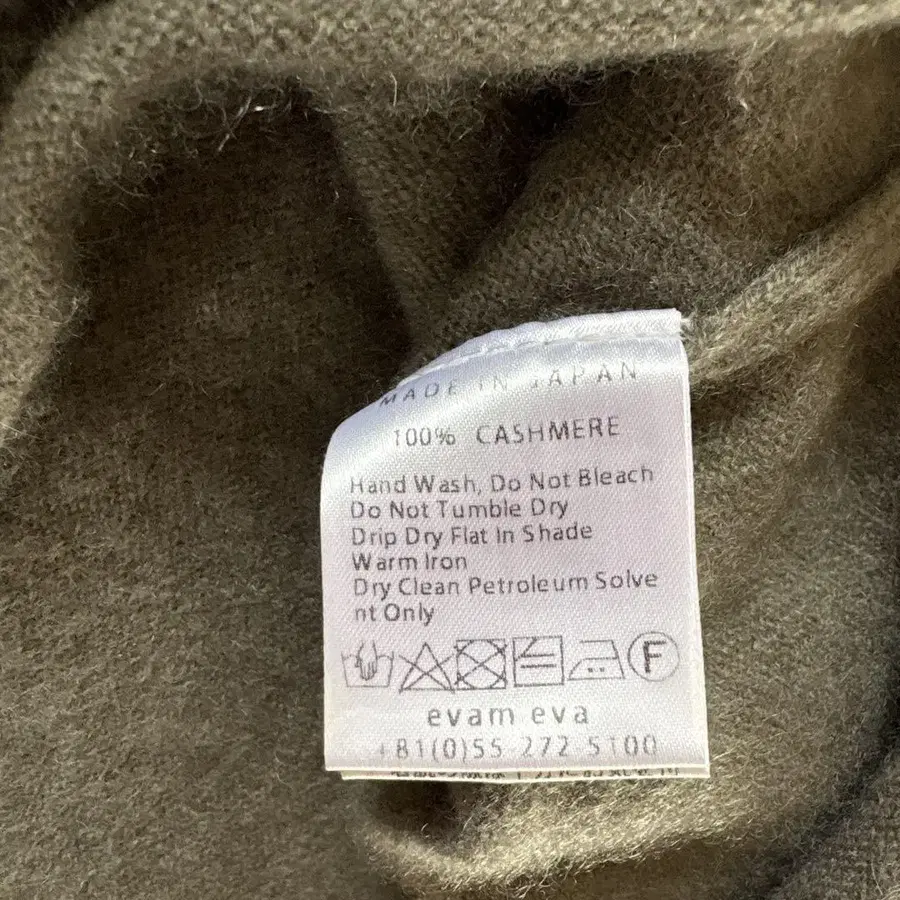 MADE IN JAPAN
100% CASHMERE
Hand Wash, Do Not Bleach
Do Not Tumble Dry
Drip Dry Flat In Shade
Warm Iron
Dry Clean Petroleum Solve
nt Only
F
evam eva
+81(0)55-272-5100